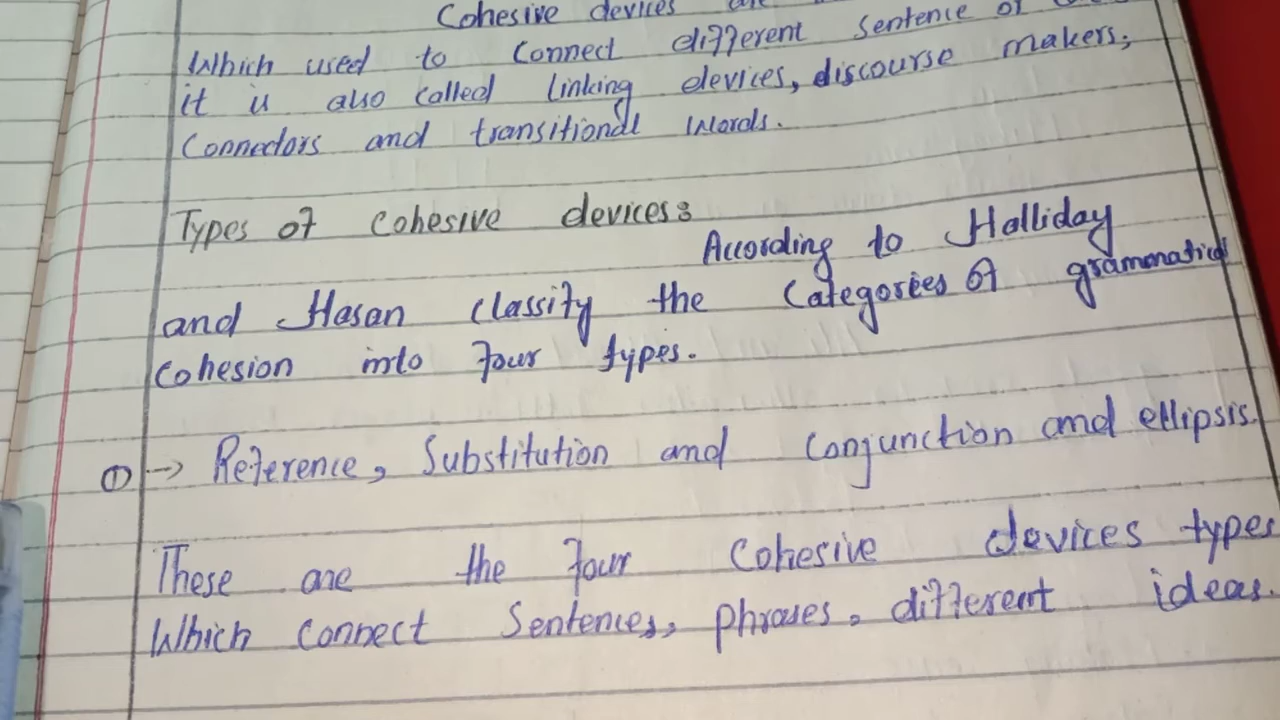 Cohesive devices are
Which used to connect different sentence or
it is also called linking devices, discourse makers,
Connectors and transitional words.
Types of cohesive devices:
According to Halliday
and Hasan classify the categories of grammatical
cohesion into four types.
① → Reference, Substitution and conjunction and ellipsis.
These are the four cohesive devices types
Which connect sentences, phrases, different ideas.